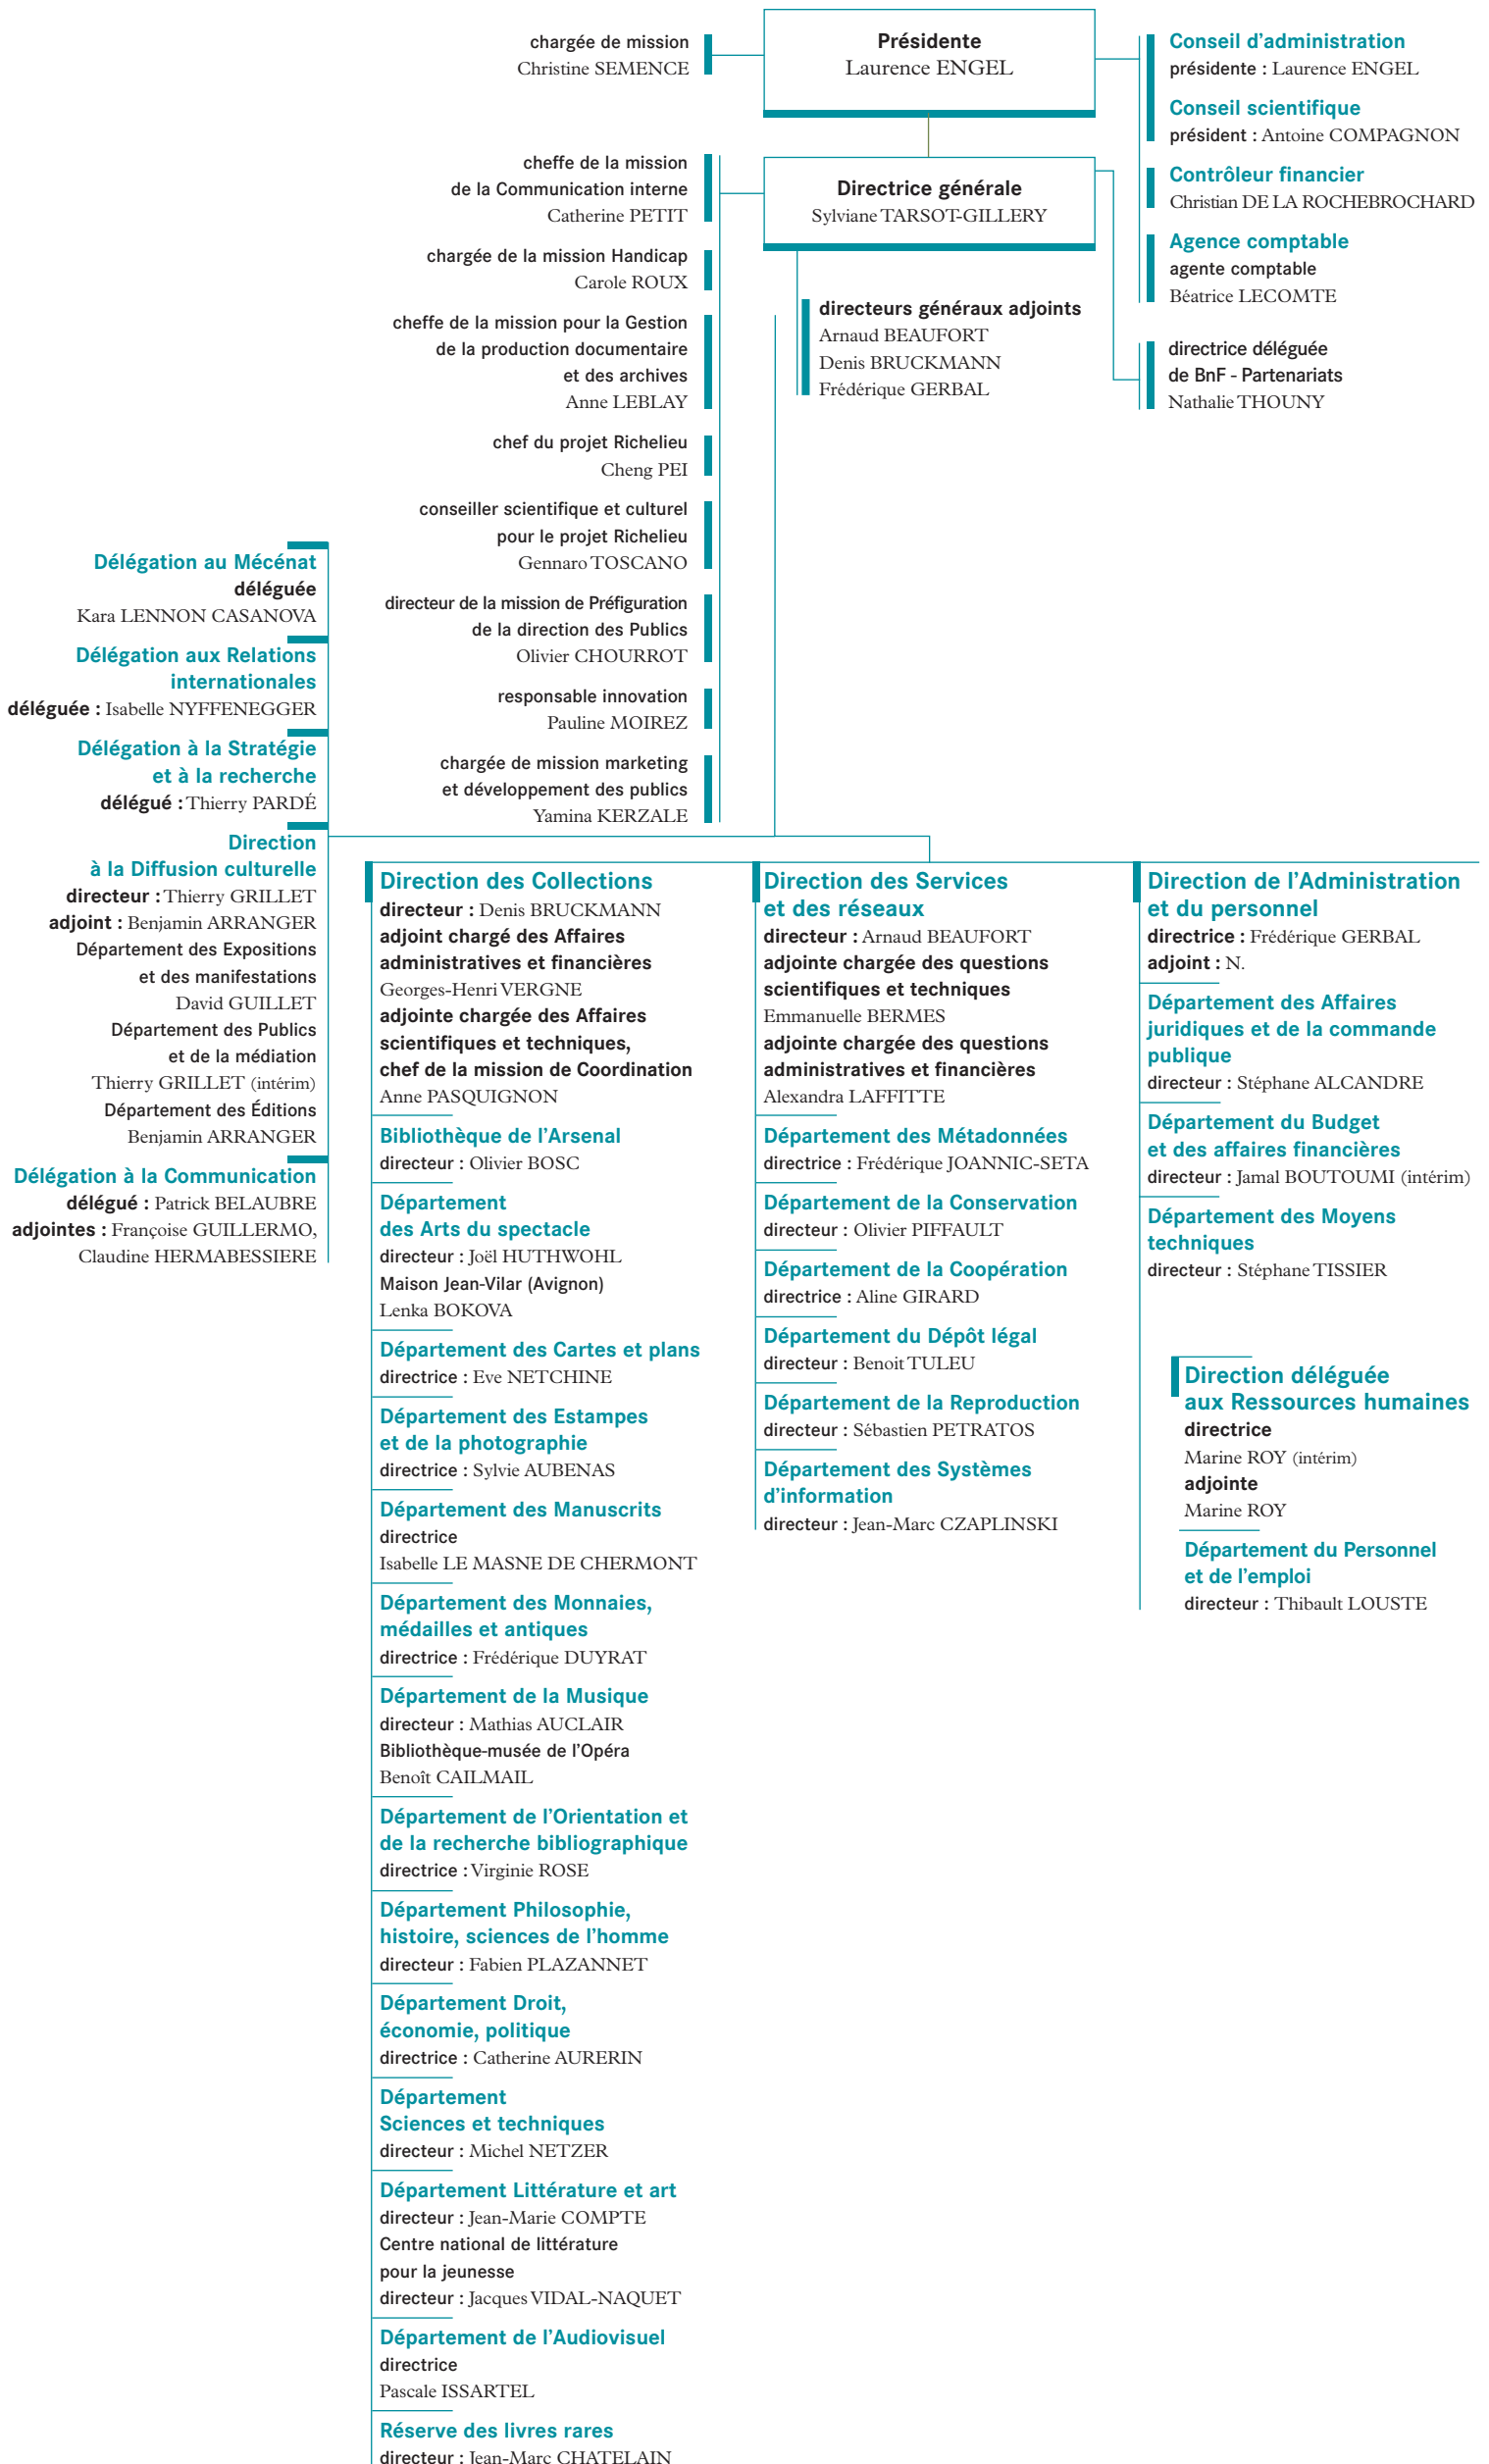 chargée de mission
Christine SEMENCE
Présidente
Laurence ENGEL
Conseil d'administration
présidente : Laurence ENGEL
Conseil scientifique
président : Antoine COMPAGNON
Contrôleur financier
Christian DE LA ROCHEBROCHARD
Agence comptable
agente comptable
Béatrice LECOMTE
cheffe de la mission
de la Communication interne
Catherine PETIT
chargée de la mission Handicap
Carole ROUX
cheffe de la mission pour la Gestion
de la production documentaire
et des archives
Anne LEBLAY
chef du projet Richelieu
Cheng PEI
conseiller scientifique et culturel
pour le projet Richelieu
Gennaro TOSCANO
directeur de la mission de Préfiguration
de la direction des Publics
Olivier CHOURROT
responsable innovation
Pauline MOIREZ
chargée de mission marketing
et développement des publics
Yamina KERZALE
Directrice générale
Sylviane TARSOT-GILLERY
directeurs généraux adjoints
Arnaud BEAUFORT
Denis BRUCKMANN
Frédérique GERBAL
directrice déléguée
de BnF - Partenariats
Nathalie THOUNY
Délégation au Mécénat
déléguée
Kara LENNON CASANOVA
Délégation aux Relations
internationales
déléguée : Isabelle NYFFENEGGER
Délégation à la Stratégie
et à la recherche
délégué : Thierry PARDÉ
Direction
à la Diffusion culturelle
directeur : Thierry GRILLET
adjoint : Benjamin ARRANGER
Département des Expositions
et des manifestations
David GUILLET
Département des Publics
et de la médiation
Thierry GRILLET (intérim)
Département des Éditions
Benjamin ARRANGER
Délégation à la Communication
délégué : Patrick BELAUBRE
adjointes : Françoise GUILLERMO,
Claudine HERMABESSIERE
Direction des Collections
directeur : Denis BRUCKMANN
adjoint chargé des Affaires
administratives et financières
Georges-Henri VERGNE
adjointe chargée des Affaires
scientifiques et techniques,
chef de la mission de Coordination
Anne PASQUIGNON
Bibliothèque de l'Arsenal
directeur : Olivier BOSC
Département
des Arts du spectacle
directeur : Joël HUTHWOHL
Maison Jean-Vilar (Avignon)
Lenka BOKOVA
Département des Cartes et plans
directrice : Eve NETCHINE
Département des Estampes
et de la photographie
directrice : Sylvie AUBENAS
Département des Manuscrits
directrice
Isabelle LE MASNE DE CHERMONT
Département des Monnaies,
médailles et antiques
directrice : Frédérique DUYRAT
Département de la Musique
directeur : Mathias AUCLAIR
Bibliothèque-musée de l'Opéra
Benoît CAILMAIL
Département de l'Orientation et
de la recherche bibliographique
directrice : Virginie ROSE
Département Philosophie,
histoire, sciences de l'homme
directeur : Fabien PLAZANNET
Département Droit,
économie, politique
directrice : Catherine AURERIN
Département
Sciences et techniques
directeur : Michel NETZER
Département Littérature et art
directeur : Jean-Marie COMPTE
Centre national de littérature
pour la jeunesse
directeur : Jacques VIDAL-NAQUET
Département de l'Audiovisuel
directrice
Pascale ISSARTEL
Réserve des livres rares
directeur : Jean-Marc CHATELAIN
Direction des Services
et des réseaux
directeur : Arnaud BEAUFORT
adjointe chargée des questions
scientifiques et techniques
Emmanuelle BERMES
adjointe chargée des questions
administratives et financières
Alexandra LAFFITTE
Département des Métadonnées
directrice : Frédérique JOANNIC-SETA
Département de la Conservation
directeur : Olivier PIFFAULT
Département de la Coopération
directrice : Aline GIRARD
Département du Dépôt légal
directeur : Benoit TULEU
Département de la Reproduction
directeur : Sébastien PETRATOS
Département des Systèmes
d'information
directeur : Jean-Marc CZAPLINSKI
Direction de l'Administration
et du personnel
directrice : Frédérique GERBAL
adjoint : N.
Département des Affaires
juridiques et de la commande
publique
directeur : Stéphane ALCANDRE
Département du Budget
et des affaires financières
directeur : Jamal BOUTOUMI (intérim)
Département des Moyens
techniques
directeur : Stéphane TISSIER
Direction déléguée
aux Ressources humaines
directrice
Marine ROY (intérim)
adjointe
Marine ROY
Département du Personnel
et de l'emploi
directeur : Thibault LOUSTE